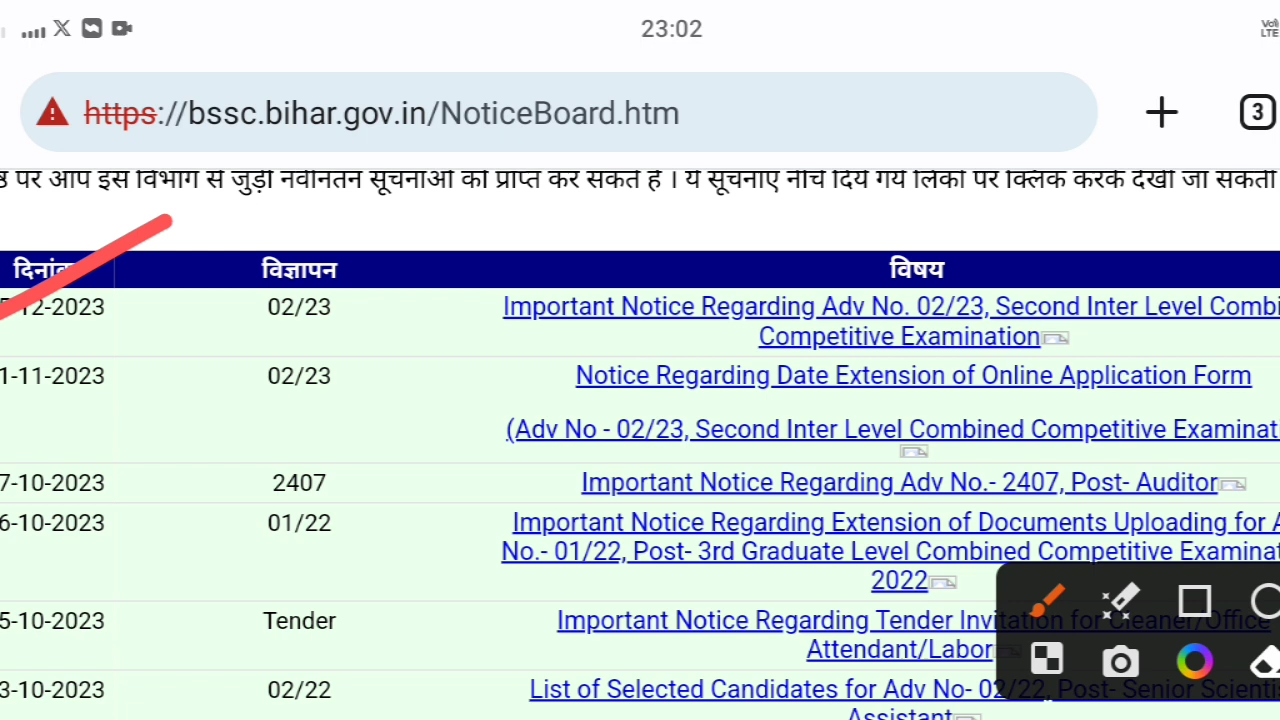 23:02
Vo
LTE
https://bssc.bihar.gov.in/NoticeBoard.htm
3
पर आप इस विभाग से जुड़ी नवीनतन सूचनाओं को प्राप्त कर सकते हैं । ये सूचनाएं नीचे दिये गये लिंकों पर क्लिक करके देखी जा सकती
दिनांक विज्ञापन विषय
5-12-2023 02/23 Important Notice Regarding Adv No. 02/23, Second Inter Level Combi
Competitive Examination
1-11-2023 02/23 Notice Regarding Date Extension of Online Application Form
(Adv No - 02/23, Second Inter Level Combined Competitive Examinati
7-10-2023 2407 Important Notice Regarding Adv No.- 2407, Post- Auditor
6-10-2023 01/22 Important Notice Regarding Extension of Documents Uploading for A
No.- 01/22, Post- 3rd Graduate Level Combined Competitive Examinat
2022
5-10-2023 Tender Important Notice Regarding Tender Invitation for Cleaner/Office
Attendant/Labor
3-10-2023 02/22 List of Selected Candidates for Adv No- 02/22, Post- Senior Scienti
Assistant